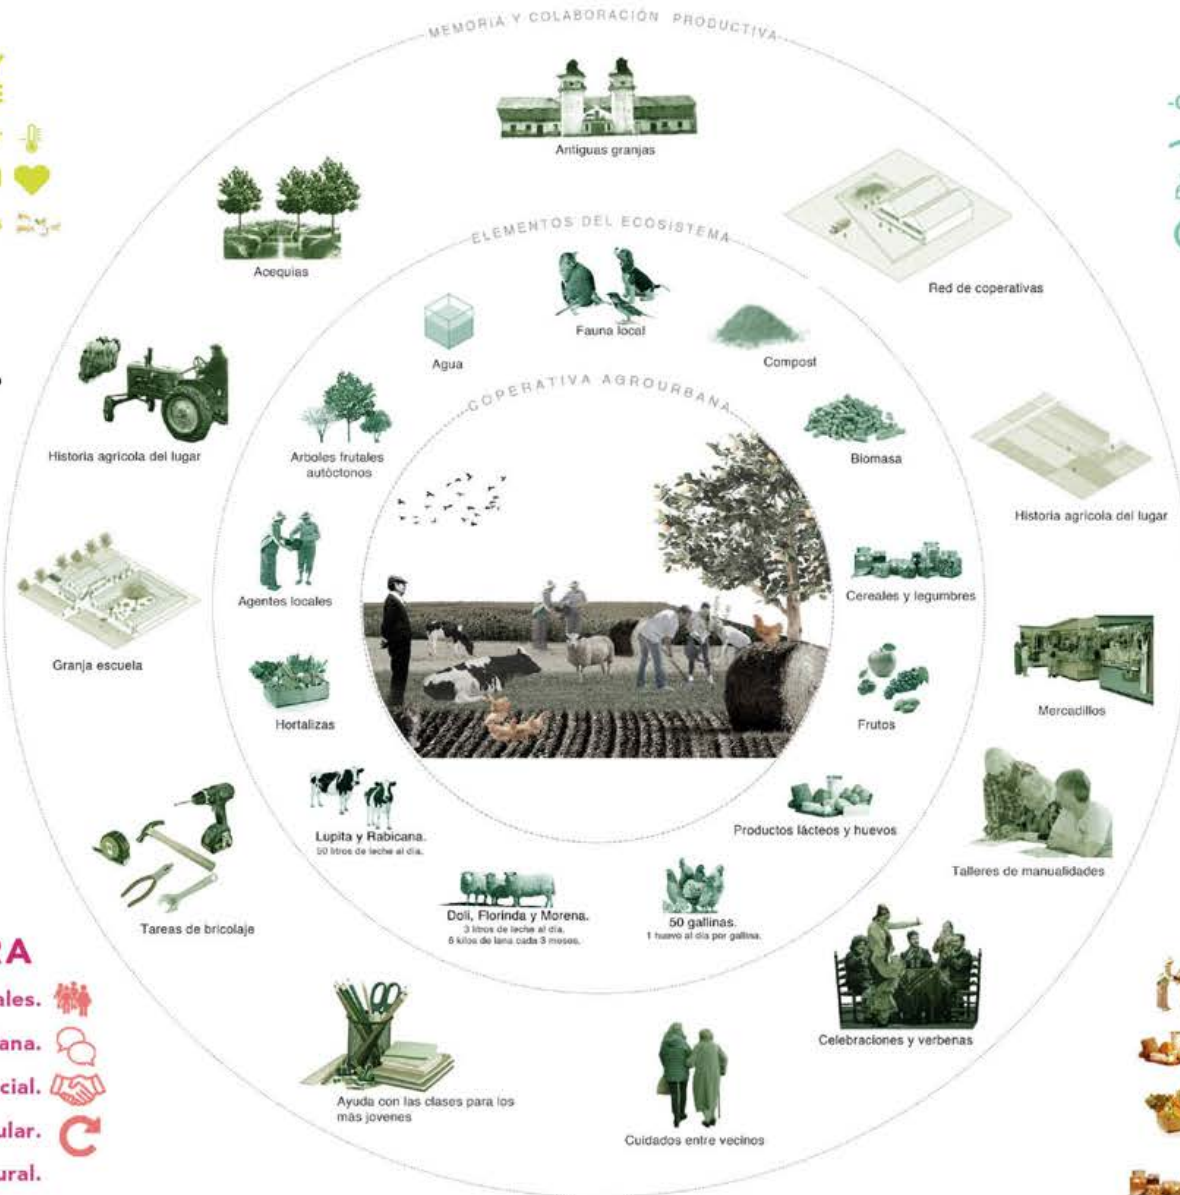 MEMORIA Y COLABORACIÓN PRODUCTIVA
Antiguas granjas
Acequias
Red de coperativas
ELEMENTOS DEL ECOSISTEMA
Fauna local
Agua
Compost
COPERATIVA AGROURBANA
Historia agricola del lugar
Arboles frutales
autóctonos
Biomasa
Historia agricola del lugar
Agentes locales
Cereales y legumbres
Granja escuela
Hortalizas
Frutos
Mercadillos
Lupita y Rabicana.
50 litros de leche al día.
Productos lácteos y huevos
Talleres de manualidades
Doli, Florinda y Morena.
3 litros de leche al día.
6 kilos de lana cada 3 meses.
50 gallinas.
1 huevo al día por gallina.
Tareas de bricolaje
Celebraciones y verbenas
Ayuda con las clases para los
más jovenes
Cuidados entre vecinos
RA
ales.
ana.
cial.
ular.
ural.